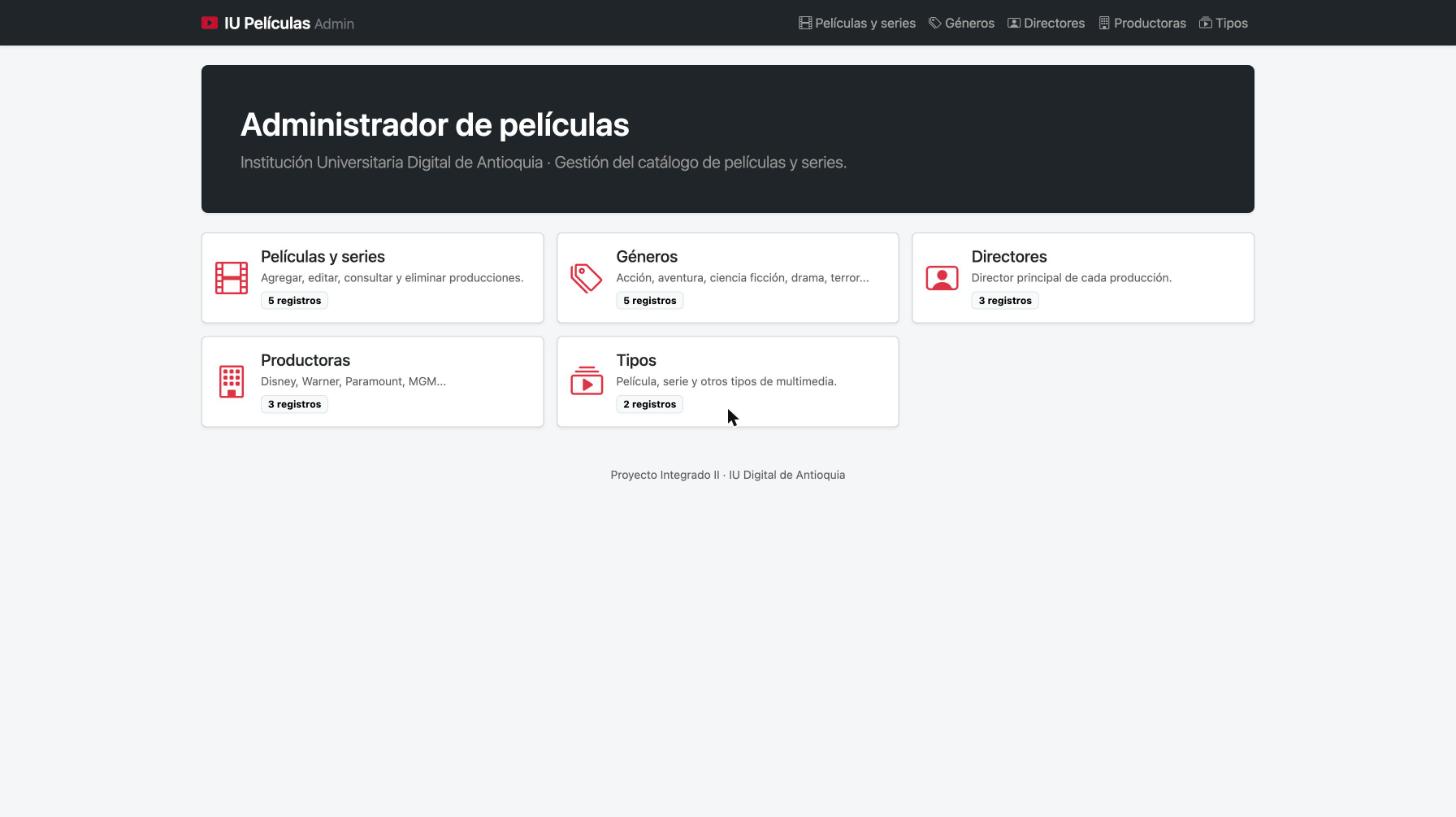 IU Películas Admin
Películas y series Géneros Directores Productoras Tipos
Administrador de películas
Institución Universitaria Digital de Antioquia · Gestión del catálogo de películas y series.
Películas y series
Agregar, editar, consultar y eliminar producciones.
5 registros
Géneros
Acción, aventura, ciencia ficción, drama, terror...
5 registros
Directores
Director principal de cada producción.
3 registros
Productoras
Disney, Warner, Paramount, MGM...
3 registros
Tipos
Película, serie y otros tipos de multimedia.
2 registros
Proyecto Integrado II · IU Digital de Antioquia